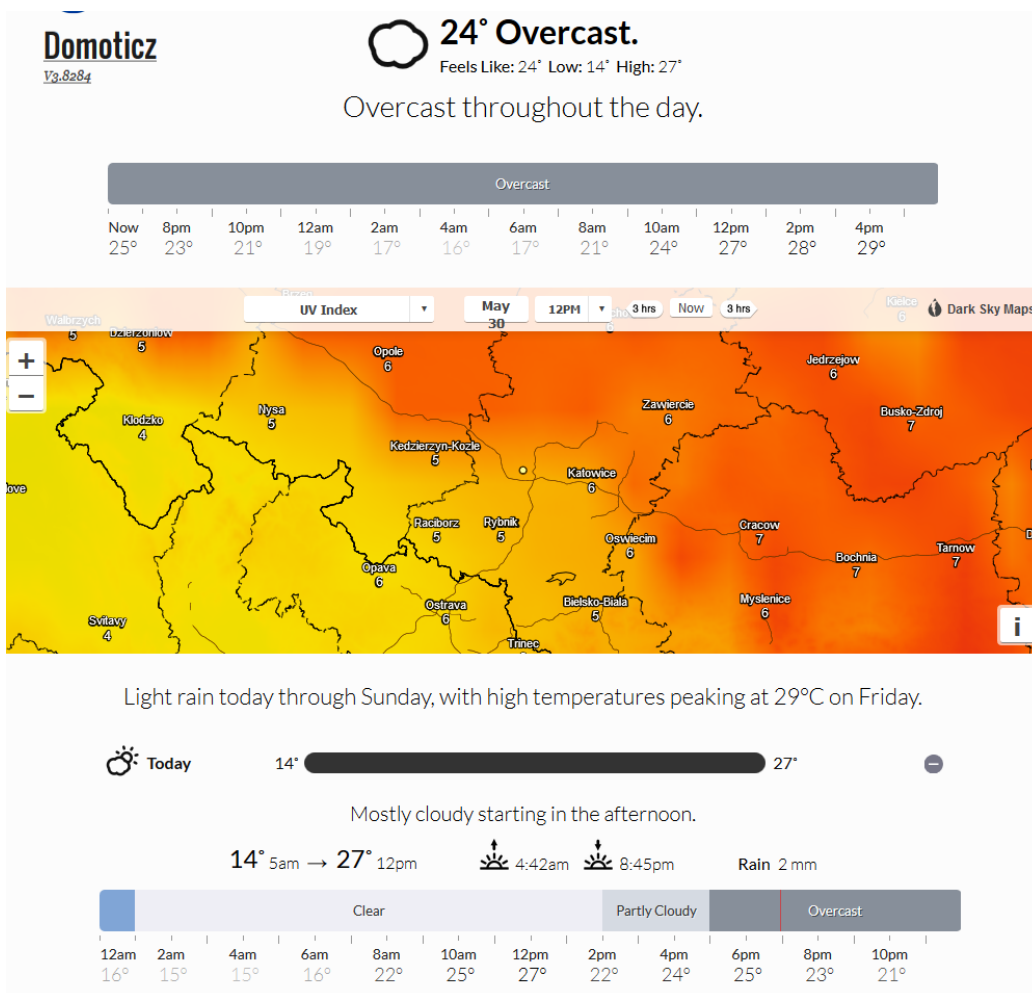 Domoticz
V3.8284
24° Overcast.
Feels Like: 24° Low: 14° High: 27°
Overcast throughout the day.
Overcast
Now 8pm 10pm 12am 2am 4am 6am 8am 10am 12pm 2pm 4pm
25° 23° 21° 19° 17° 16° 17° 21° 24° 27° 28° 29°
UV Index May 30 12PM 3 hrs Now 3 hrs Dark Sky Maps
Walbrzych
5
Dzierzoniow
5
Kielce
6
+
−
Opole
6
Jedrzejow
6
Klodzko
4
Nysa
5
Zawiercie
6
Busko-Zdroj
7
Kedzierzyn-Kozle
5
Katowice
6
Raciborz
5
Rybnik
5
Oswiecim
6
Cracow
7
Bochnia
7
Tarnow
7
Opava
6
Ostrava
6
Bielsko-Biala
5
Myslenice
6
Svitavy
4
Trinec
i
Light rain today through Sunday, with high temperatures peaking at 29°C on Friday.
Today 14° 27°
Mostly cloudy starting in the afternoon.
14° 5am → 27° 12pm 4:42am 8:45pm Rain 2 mm
Clear Partly Cloudy Overcast
12am 2am 4am 6am 8am 10am 12pm 2pm 4pm 6pm 8pm 10pm
16° 15° 15° 16° 22° 25° 27° 22° 24° 25° 23° 21°